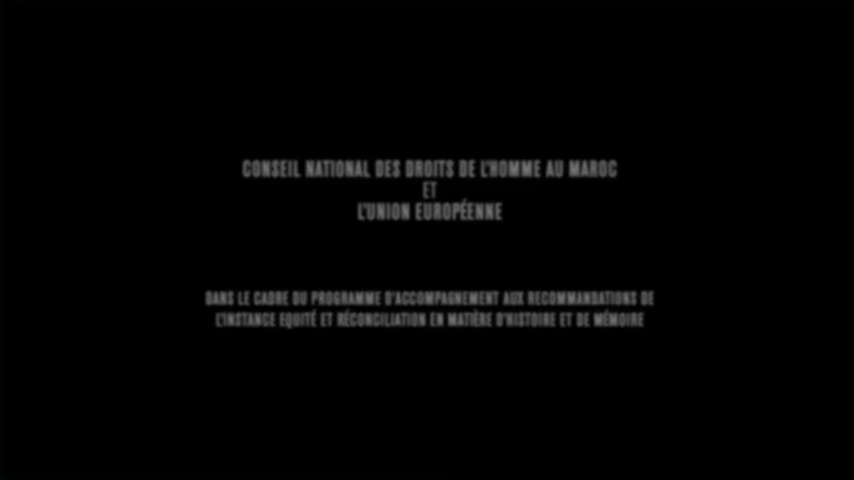 CONSEIL NATIONAL DES DROITS DE L'HOMME AU MAROC
ET
L'UNION EUROPÉENNE
DANS LE CADRE DU PROGRAMME D'ACCOMPAGNEMENT AUX RECOMMANDATIONS DE
L'INSTANCE EQUITÉ ET RÉCONCILIATION EN MATIÈRE D'HISTOIRE ET DE MÉMOIRE